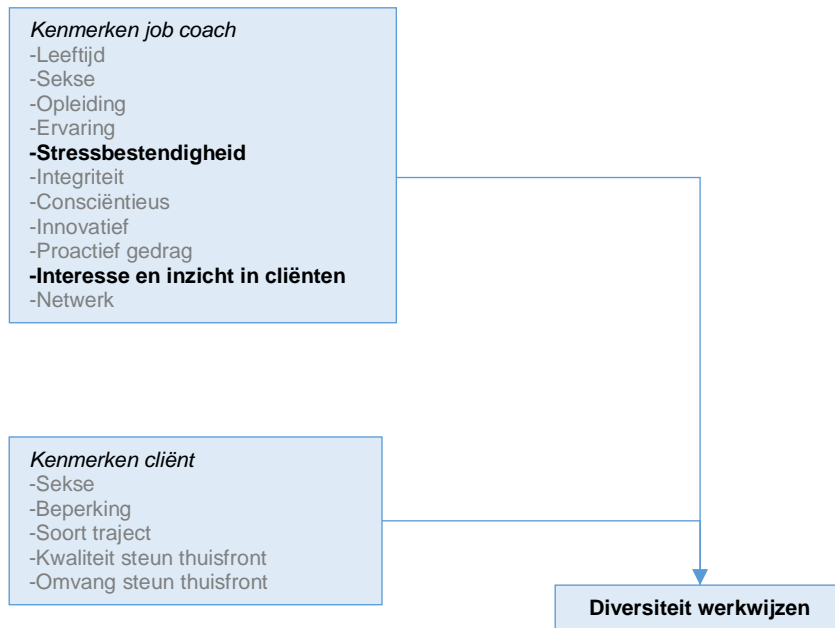 Kenmerken job coach
-Leeftijd
-Sekse
-Opleiding
-Ervaring
-Stressbestendigheid
-Integriteit
-Consciëntieus
-Innovatief
-Proactief gedrag
-Interesse en inzicht in cliënten
-Netwerk
Kenmerken cliënt
-Sekse
-Beperking
-Soort traject
-Kwaliteit steun thuisfront
-Omvang steun thuisfront
Diversiteit werkwijzen